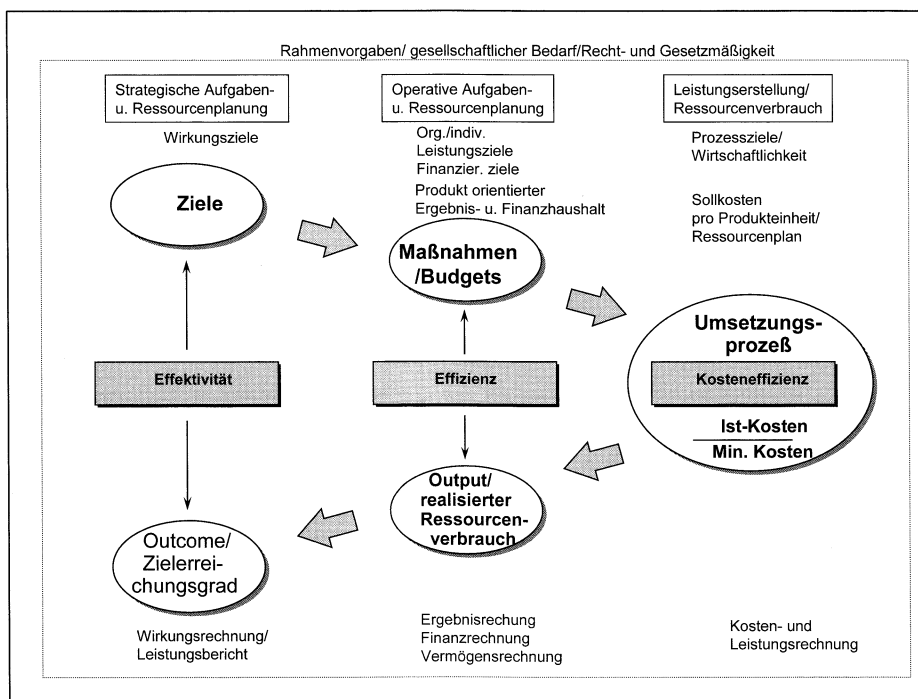 Rahmenvorgaben/ gesellschaftlicher Bedarf/Recht- und Gesetzmäßigkeit
Strategische Aufgaben-
u. Ressourcenplanung
Wirkungsziele
Ziele
Operative Aufgaben-
u. Ressourcenplanung
Org./indiv.
Leistungsziele
Finanzier. ziele
Produkt orientierter
Ergebnis- u. Finanzhaushalt
Maßnahmen
/Budgets
Leistungserstellung/
Ressourcenverbrauch
Prozessziele/
Wirtschaftlichkeit
Sollkosten
pro Produkteinheit/
Ressourcenplan
Umsetzungs-
prozeß
Effektivität
Effizienz
Kosteneffizienz
Ist-Kosten
Min. Kosten
Output/
realisierter
Ressourcen-
verbrauch
Outcome/
Zielerrei-
chungsgrad
Wirkungsrechnung/
Leistungsbericht
Ergebnisrechung
Finanzrechnung
Vermögensrechnung
Kosten- und
Leistungsrechnung